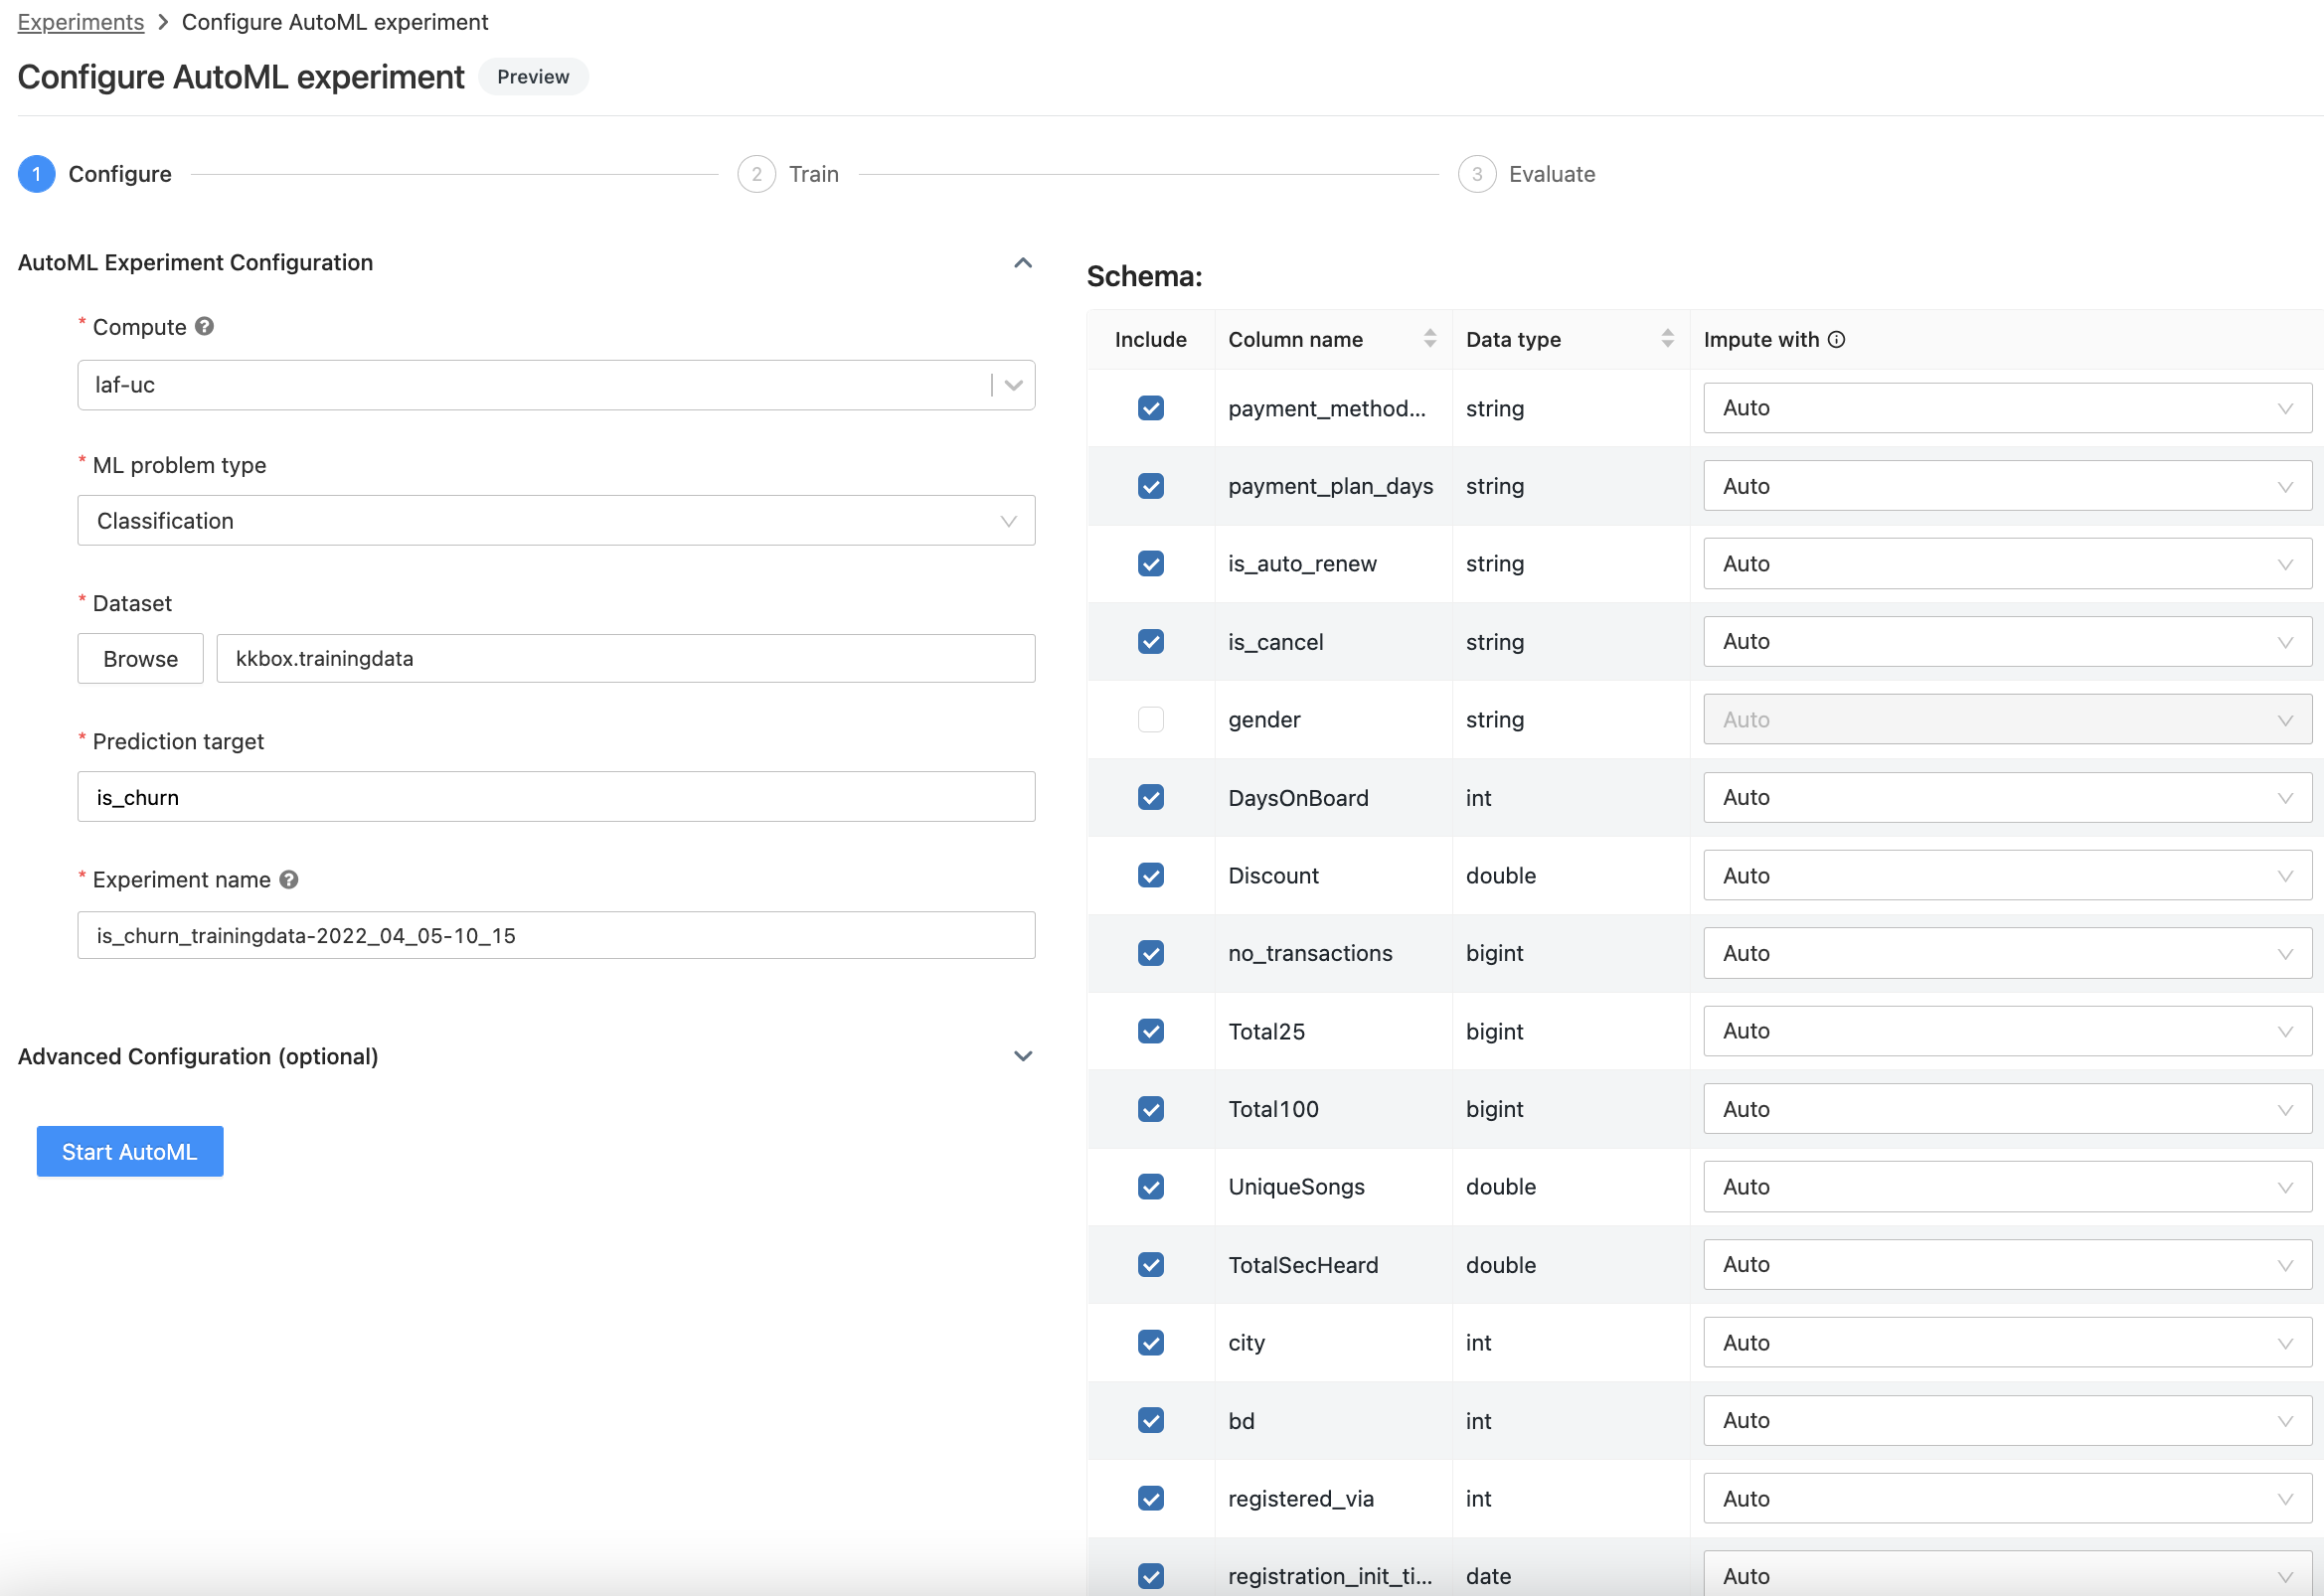 Experiments > Configure AutoML experiment
Configure AutoML experiment Preview
1 Configure 2 Train 3 Evaluate
AutoML Experiment Configuration
* Compute ?
laf-uc
* ML problem type
Classification
* Dataset
Browse kkbox.trainingdata
* Prediction target
is_churn
* Experiment name ?
is_churn_trainingdata-2022_04_05-10_15
Advanced Configuration (optional)
Start AutoML
Schema:
Include Column name Data type Impute with
payment_method... string Auto
payment_plan_days string Auto
is_auto_renew string Auto
is_cancel string Auto
gender string Auto
DaysOnBoard int Auto
Discount double Auto
no_transactions bigint Auto
Total25 bigint Auto
Total100 bigint Auto
UniqueSongs double Auto
TotalSecHeard double Auto
city int Auto
bd int Auto
registered_via int Auto
registration_init_ti... date Auto